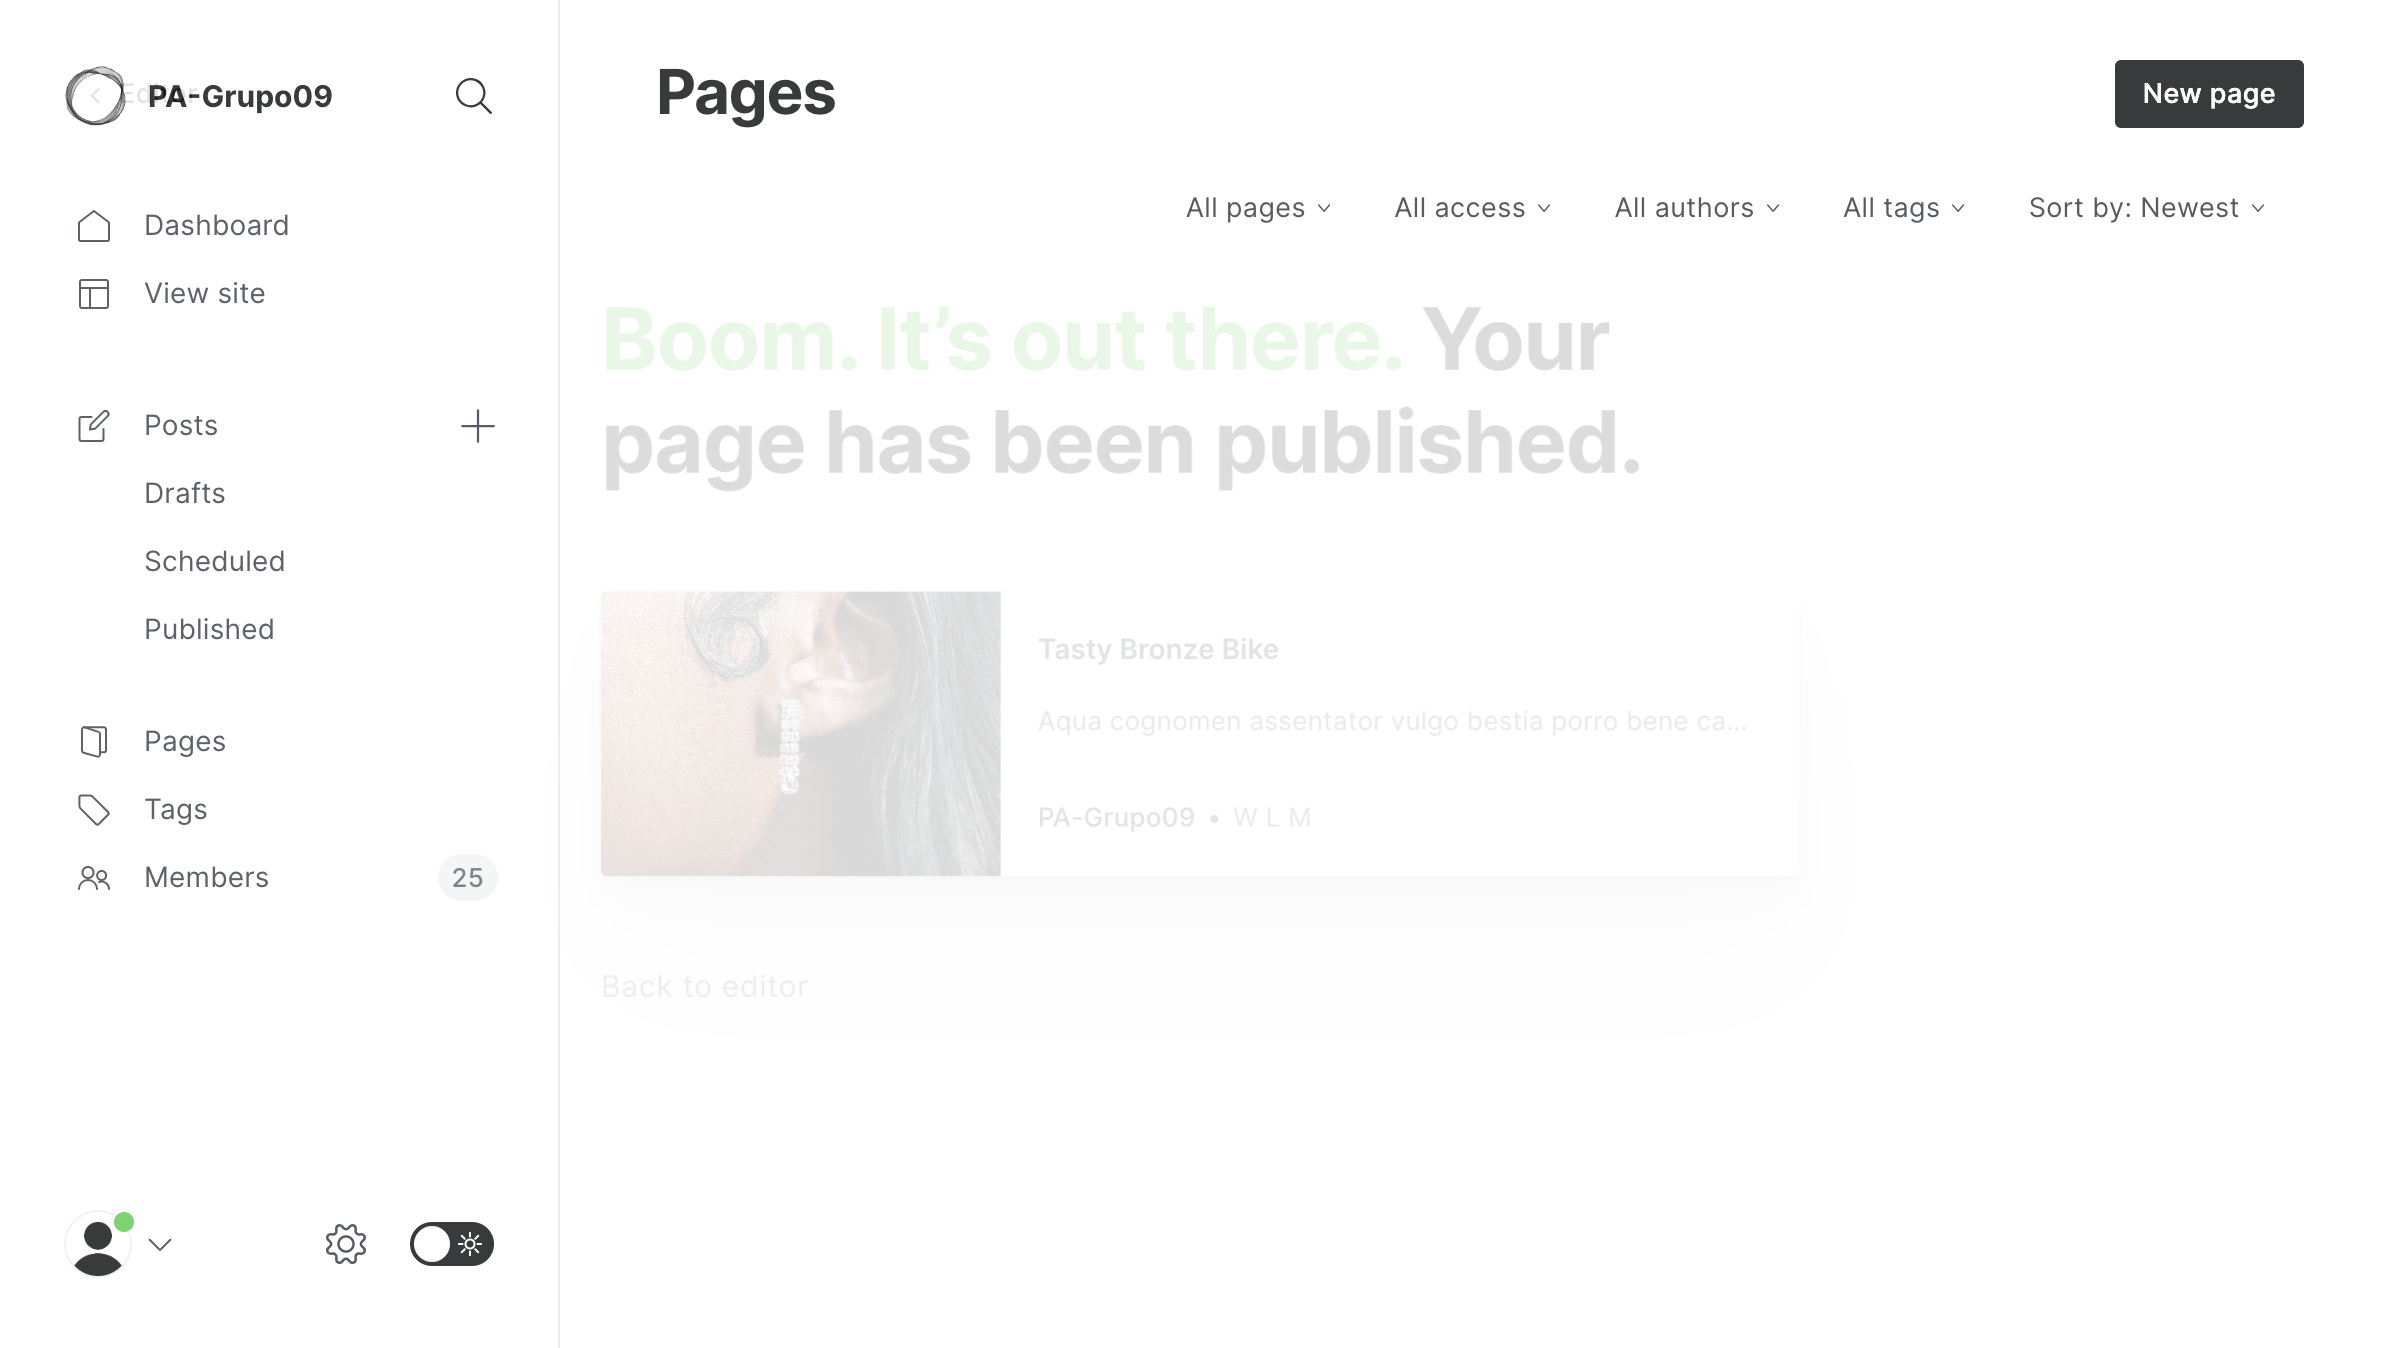 Editor
PA-Grupo09
Pages
New page
All pages
All access
All authors
All tags
Sort by: Newest
Dashboard
View site
Posts
Drafts
Scheduled
Published
Pages
Tags
Members
25
Boom. It’s out there. Your
page has been published.
Tasty Bronze Bike
Aqua cognomen assentator vulgo bestia porro bene ca...
PA-Grupo09 • W L M
Back to editor